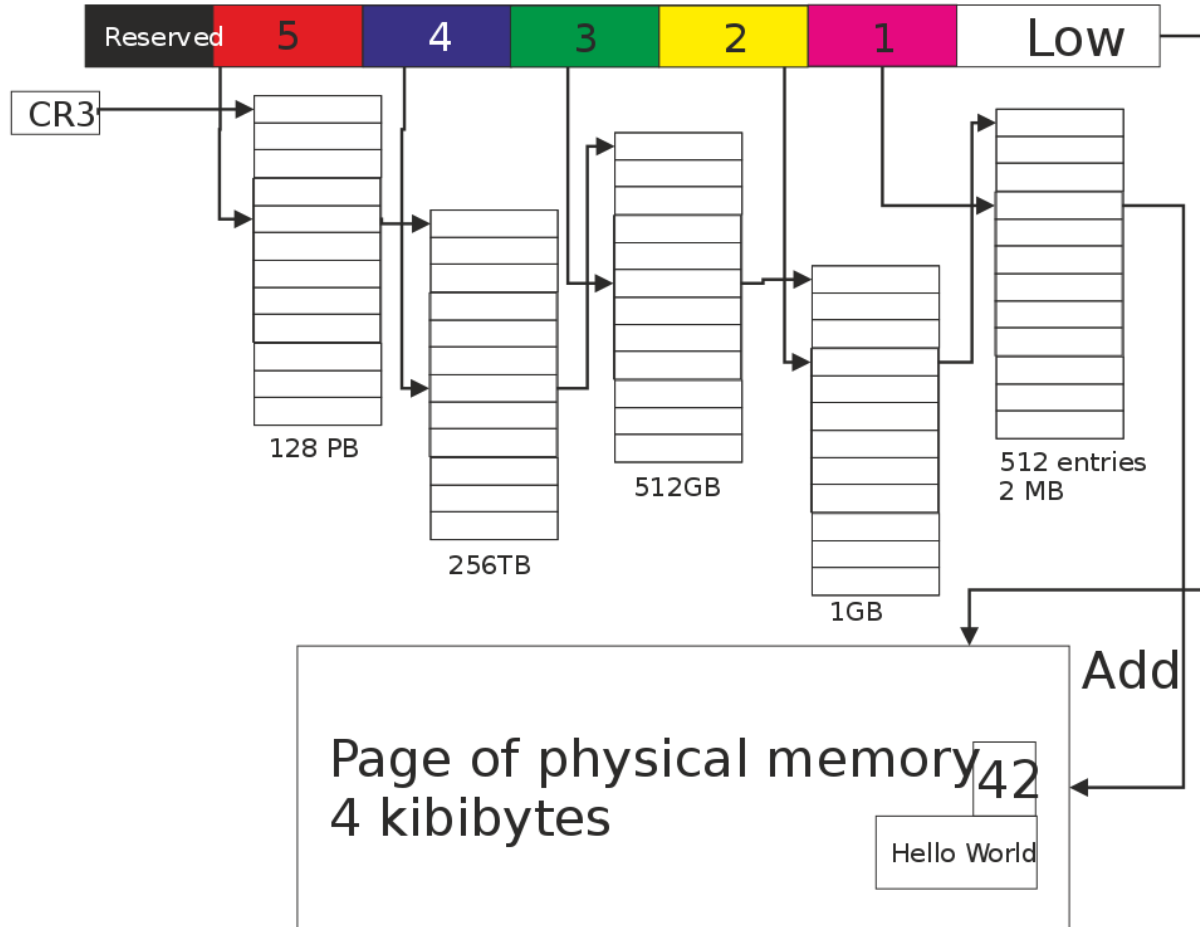 Reserved 5 4 3 2 1 Low
CR3
128 PB
256TB
512GB
1GB
512 entries
2 MB
Add
Page of physical memory
4 kibibytes
42
Hello World